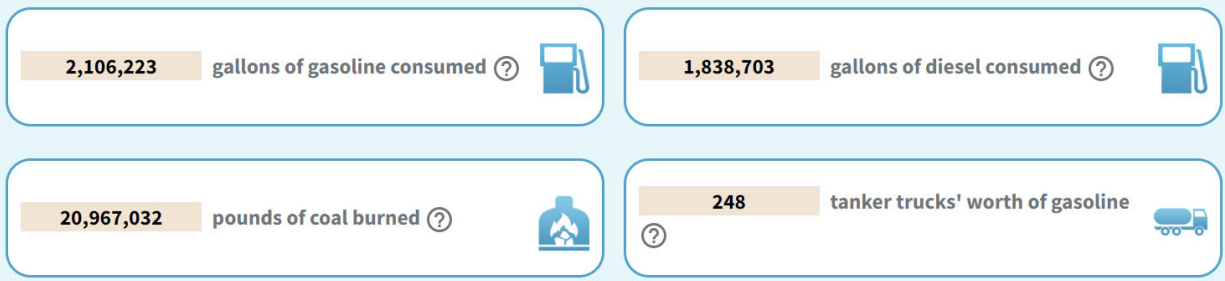 2,106,223 gallons of gasoline consumed ?
1,838,703 gallons of diesel consumed ?
20,967,032 pounds of coal burned ?
248 tanker trucks' worth of gasoline
?